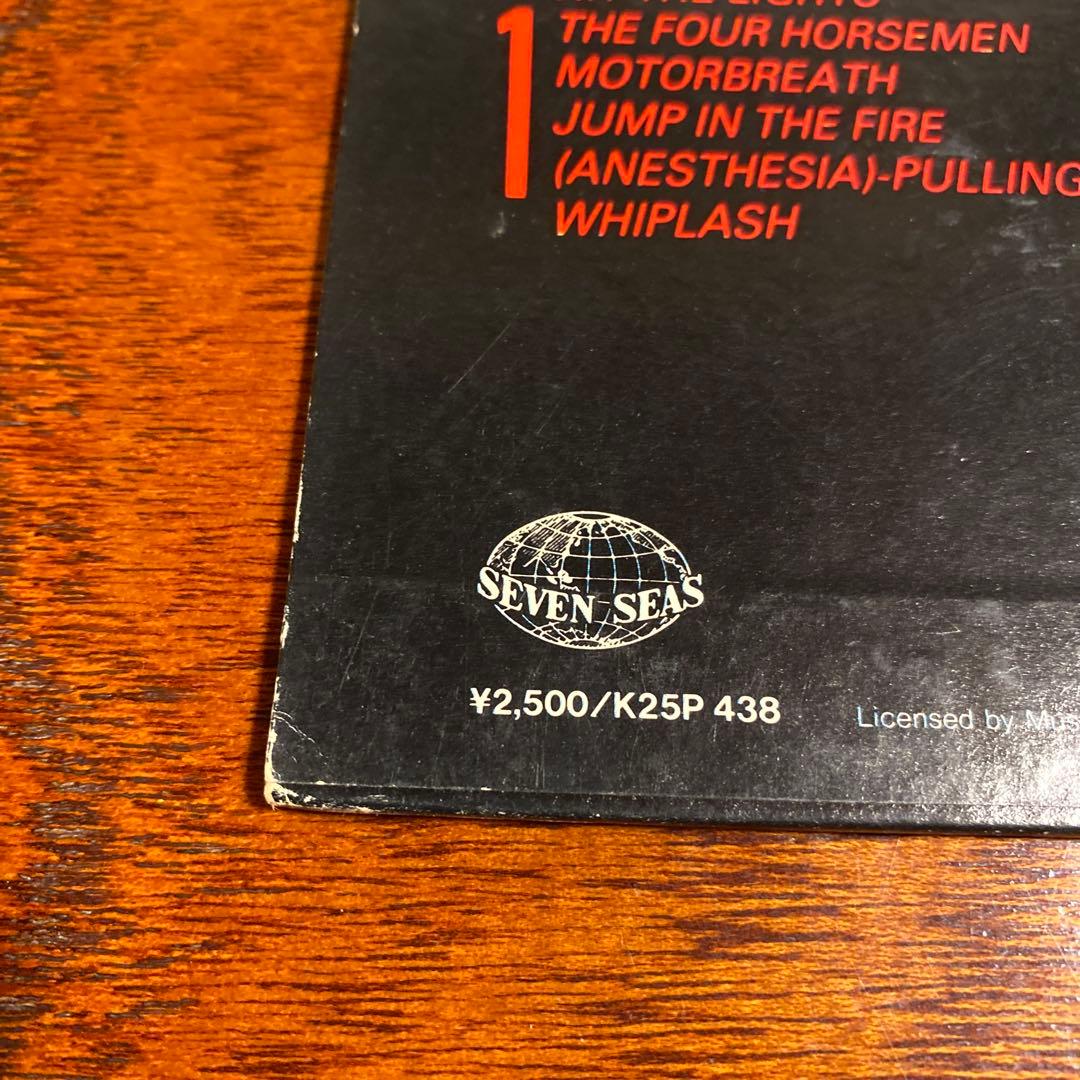 1
THE FOUR HORSEMEN
MOTORBREATH
JUMP IN THE FIRE
(ANESTHESIA)-PULLING
WHIPLASH
SEVEN SEAS
¥2,500/K25P 438
Licensed by